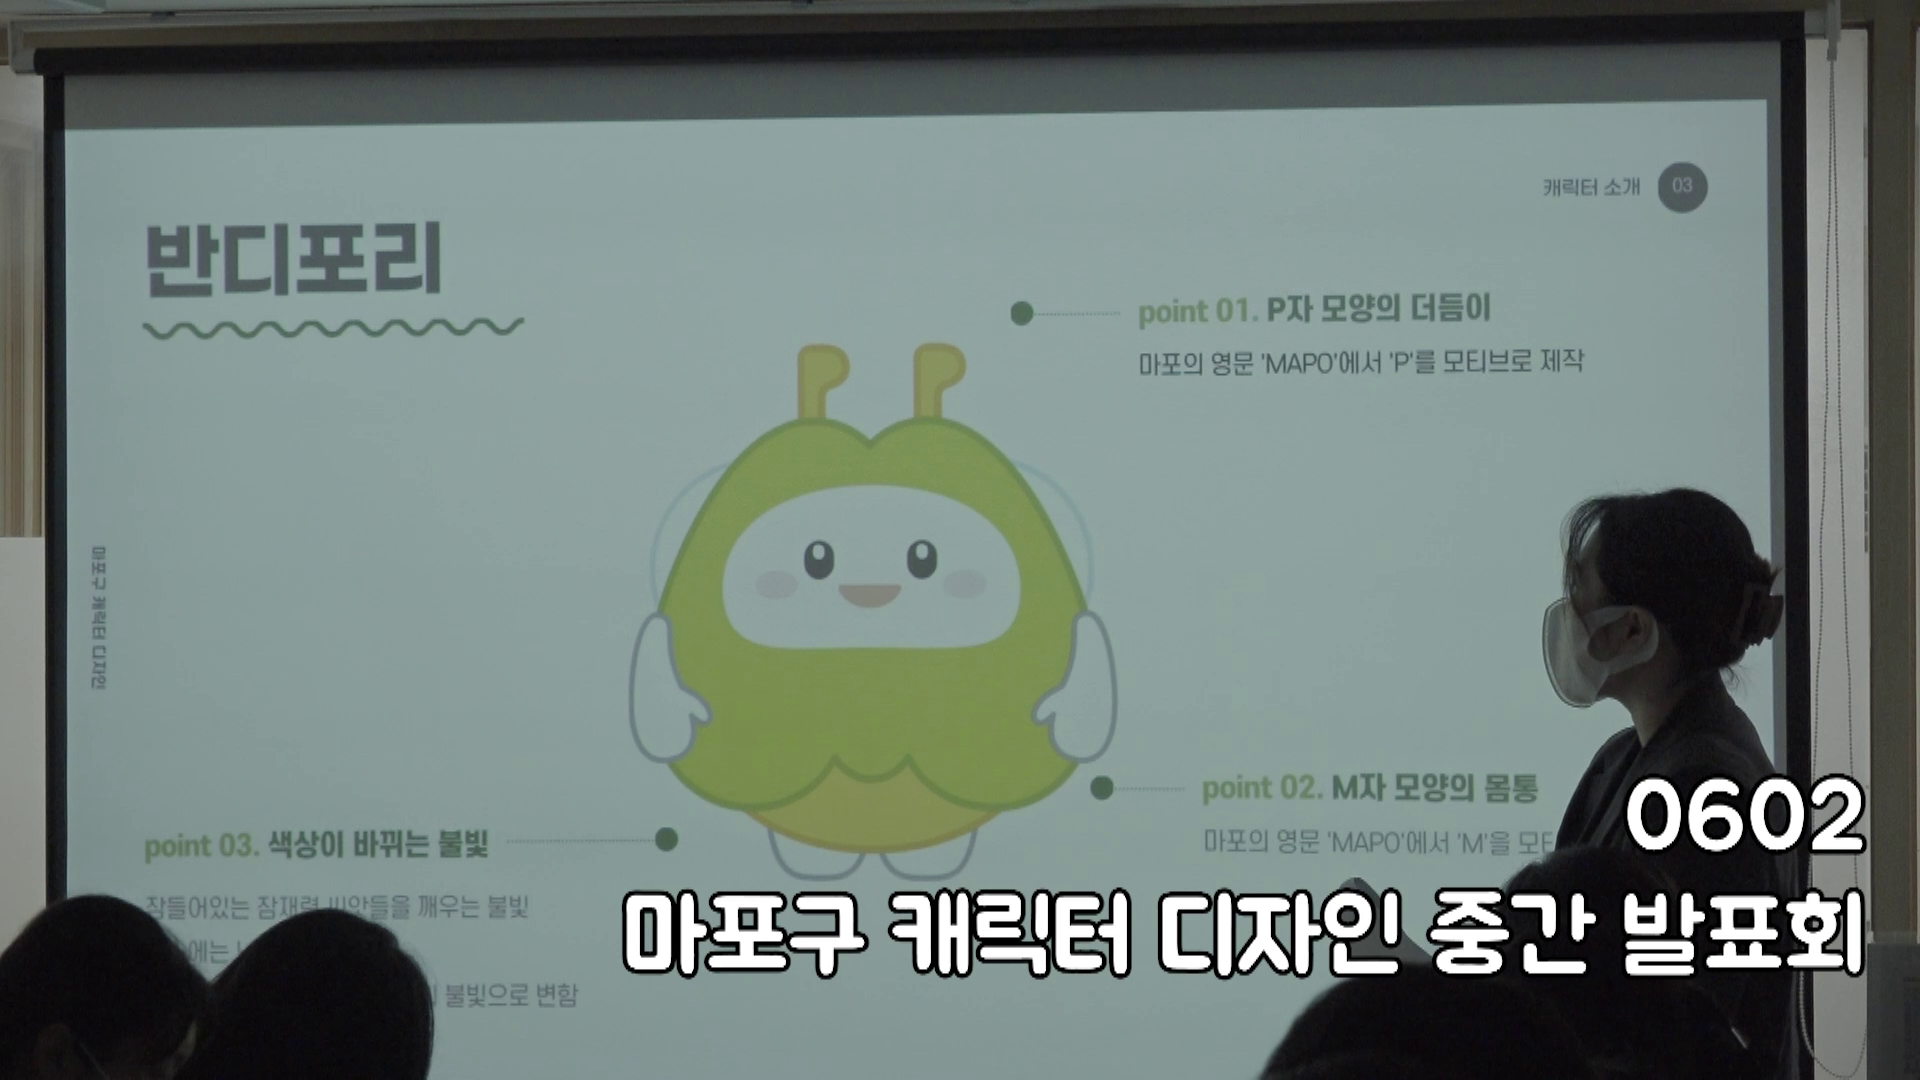 캐릭터 소개 03
반디포리
point 01. P자 모양의 더듬이
마포의 영문 'MAPO'에서 'P'를 모티브로 제작
마포구 캐릭터 디자인
point 02. M자 모양의 몸통
마포의 영문 'MAPO'에서 'M'을
point 03. 색상이 바뀌는 불빛
잠들어있는 잠재력 씨앗들을 깨우는 불빛
불빛으로 변함
0602
마포구 캐릭터 디자인 중간 발표회